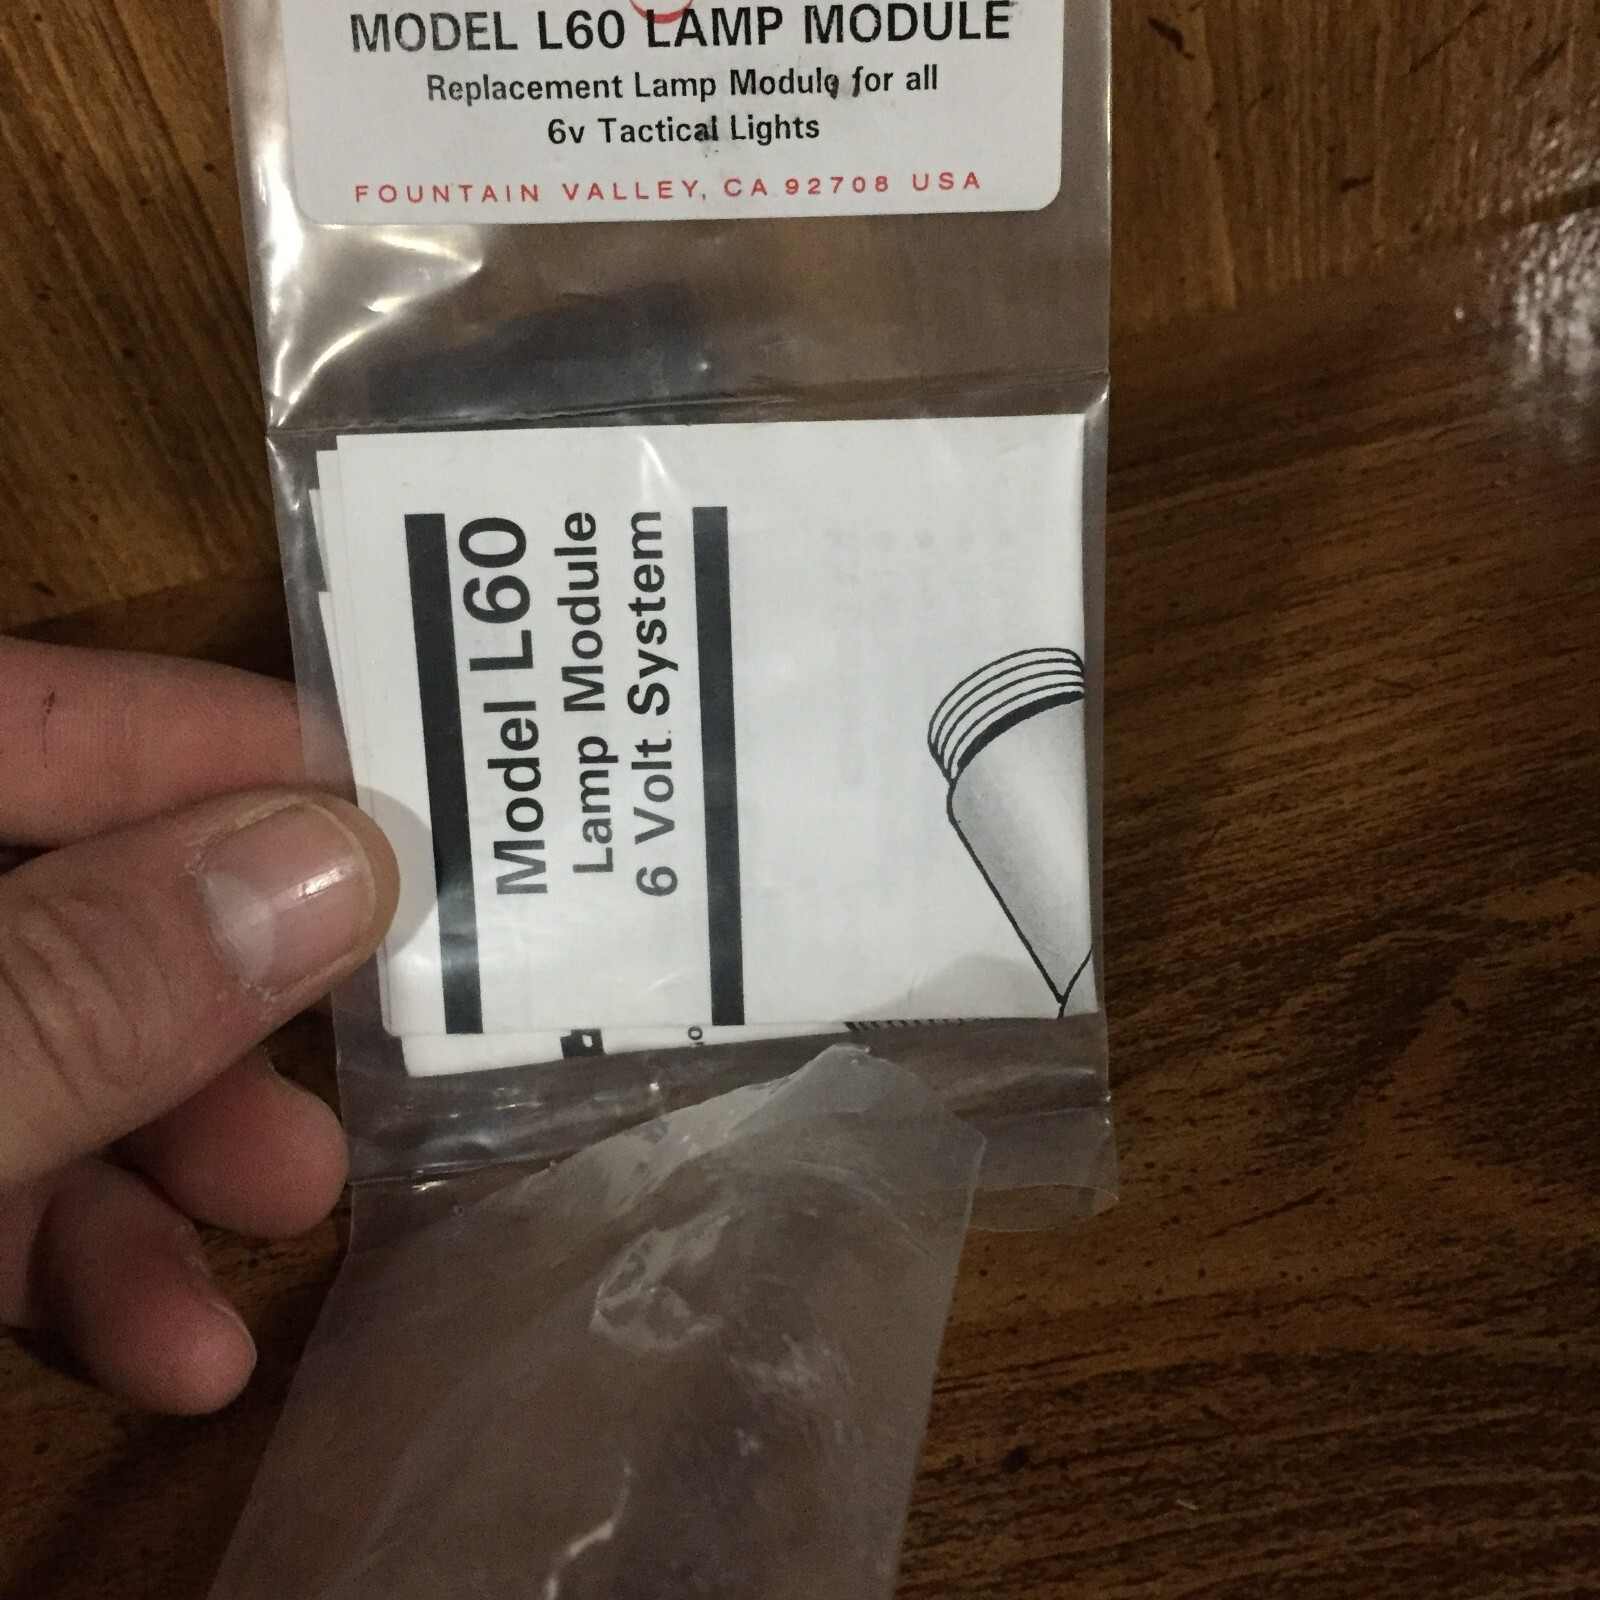 MODEL L60 LAMP MODULE
Replacement Lamp Module for all
6v Tactical Lights
FOUNTAIN VALLEY, CA 92708 USA
Model L60
Lamp Module
6 Volt System